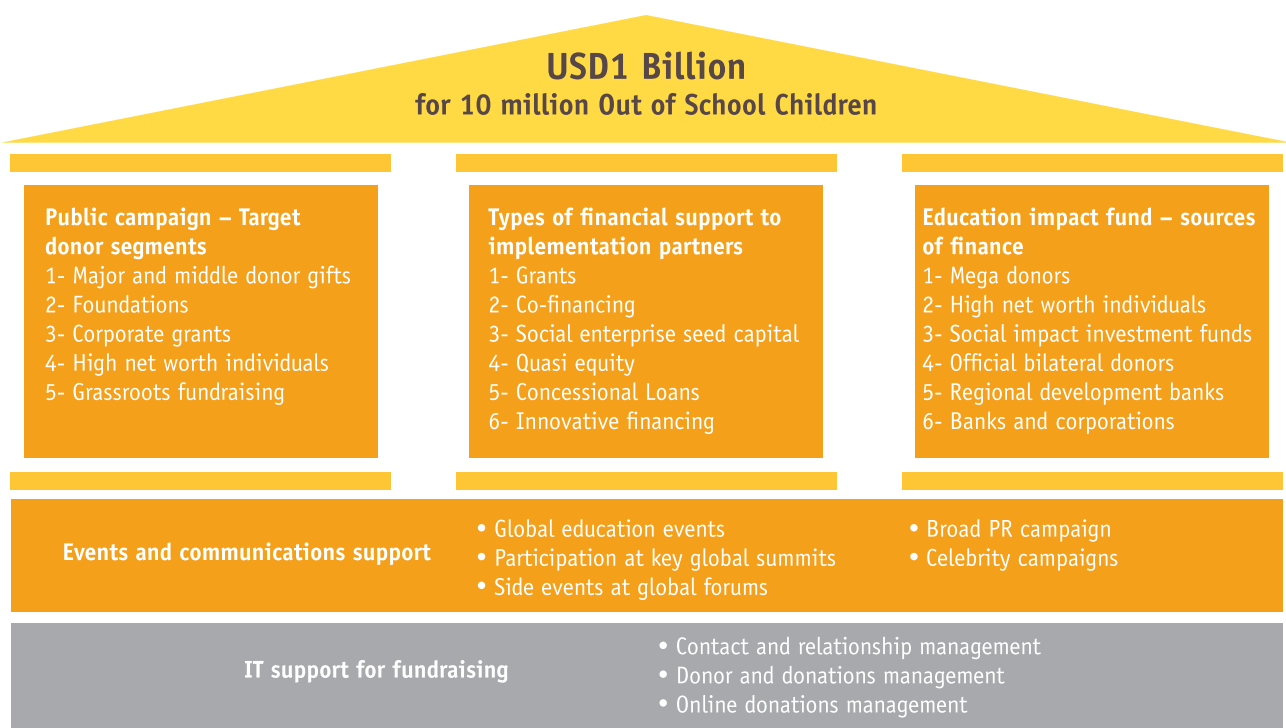 USD1 Billion
for 10 million Out of School Children
Public campaign – Target
donor segments
1- Major and middle donor gifts
2- Foundations
3- Corporate grants
4- High net worth individuals
5- Grassroots fundraising
Types of financial support to
implementation partners
1- Grants
2- Co-financing
3- Social enterprise seed capital
4- Quasi equity
5- Concessional Loans
6- Innovative financing
Education impact fund – sources
of finance
1- Mega donors
2- High net worth individuals
3- Social impact investment funds
4- Official bilateral donors
5- Regional development banks
6- Banks and corporations
Events and communications support
• Global education events
• Participation at key global summits
• Side events at global forums
• Broad PR campaign
• Celebrity campaigns
IT support for fundraising
• Contact and relationship management
• Donor and donations management
• Online donations management